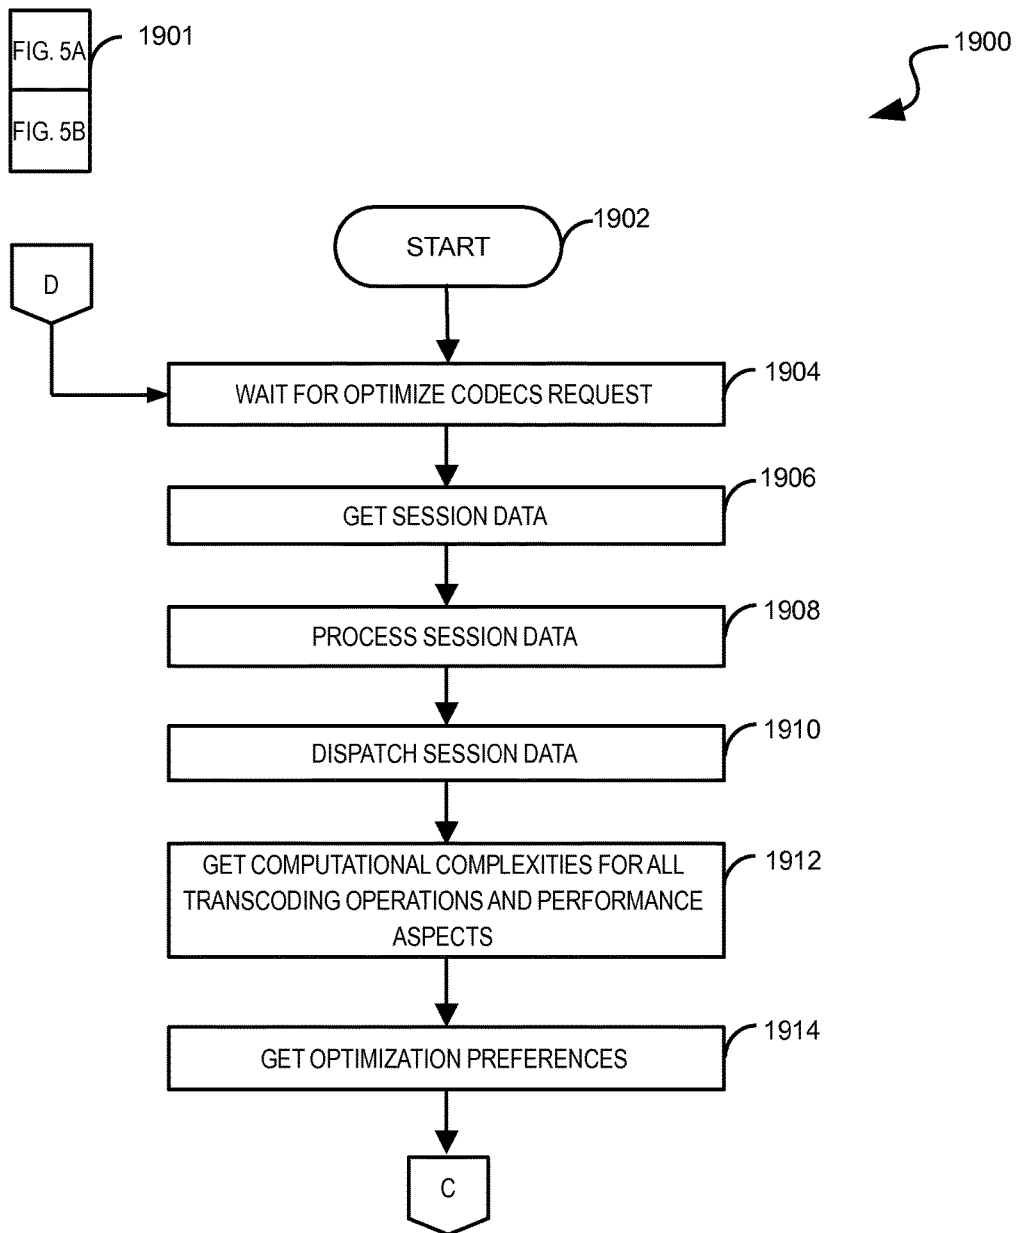 FIG. 5A
1901
1900
FIG. 5B
1902
START
D
1904
WAIT FOR OPTIMIZE CODECS REQUEST
1906
GET SESSION DATA
1908
PROCESS SESSION DATA
1910
DISPATCH SESSION DATA
1912
GET COMPUTATIONAL COMPLEXITIES FOR ALL
TRANSCODING OPERATIONS AND PERFORMANCE
ASPECTS
1914
GET OPTIMIZATION PREFERENCES
C